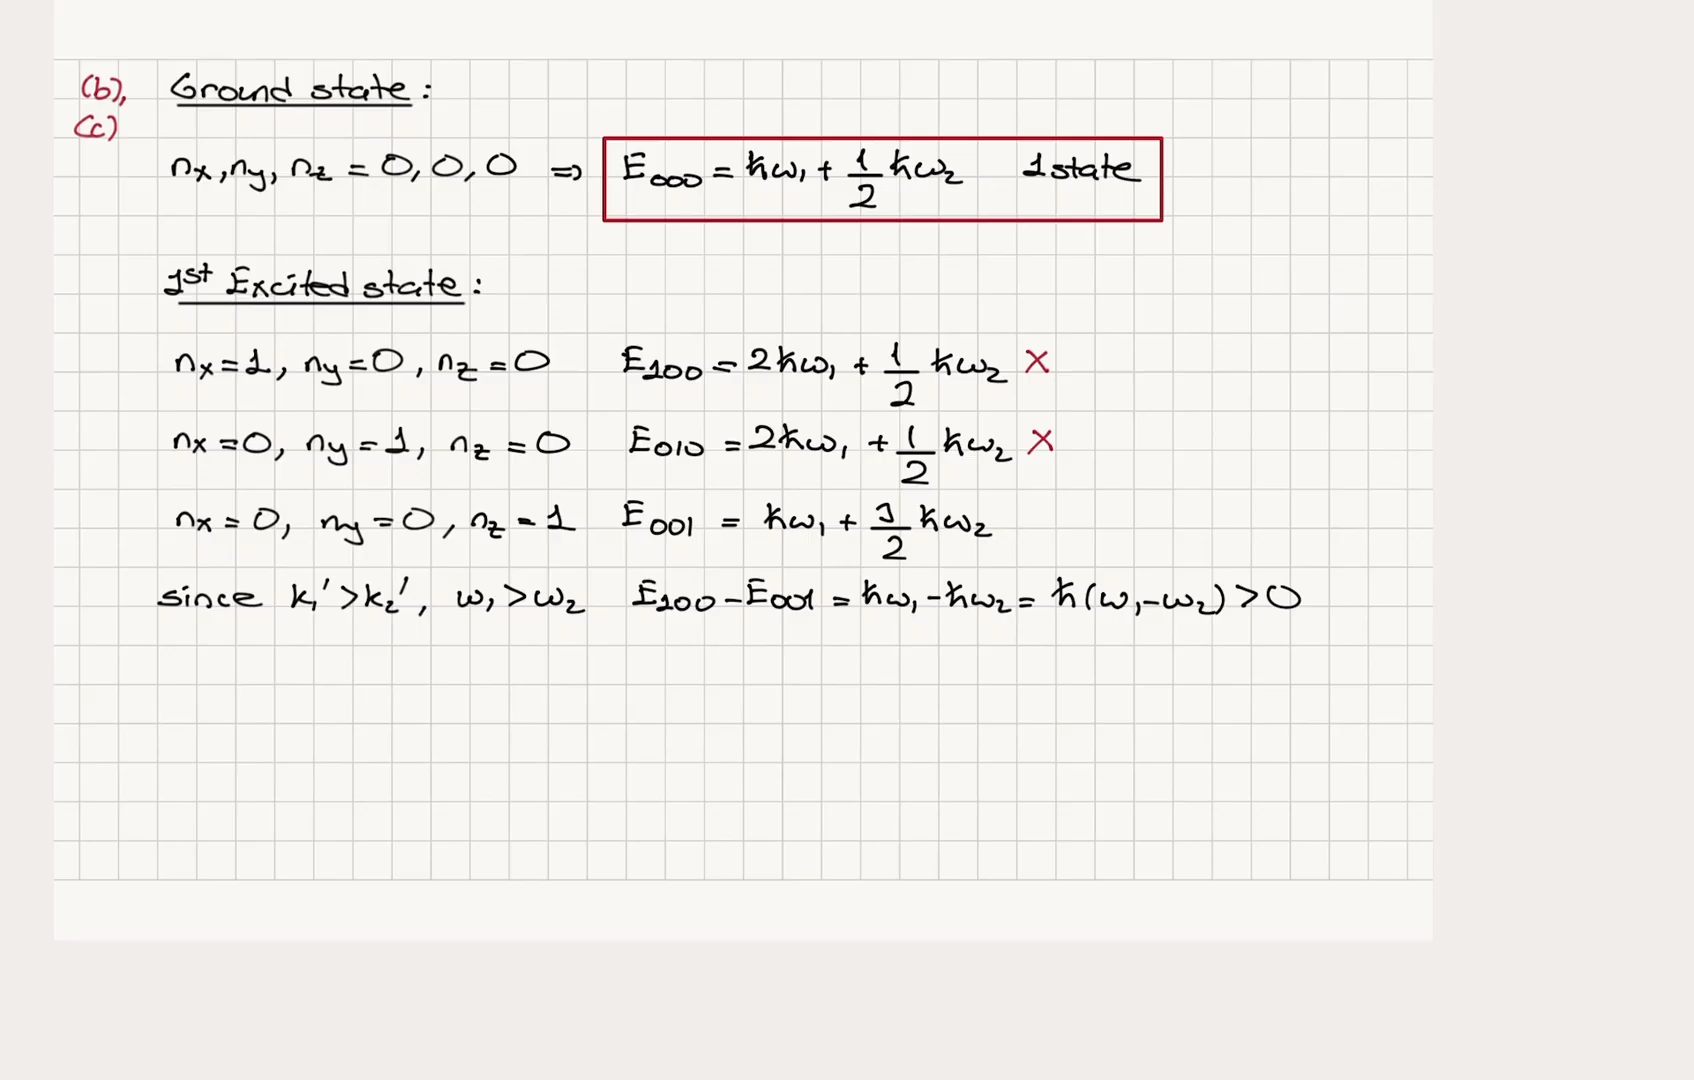 (b), Ground state:
(c)
nx, ny, nz = 0, 0, 0 ⇒ E₀₀₀ = ħω₁ + 1/2 ħω₂ 1 state
1st Excited state:
nx = 1, ny = 0, nz = 0 E₁₀₀ = 2ħω₁ + 1/2 ħω₂ ×
nx = 0, ny = 1, nz = 0 E₀₁₀ = 2ħω₁ + 1/2 ħω₂ ×
nx = 0, ny = 0, nz = 1 E₀₀₁ = ħω₁ + 3/2 ħω₂
since k₁' > k₂', ω₁ > ω₂ E₁₀₀ - E₀₀₁ = ħω₁ - ħω₂ = ħ(ω₁ - ω₂) > 0